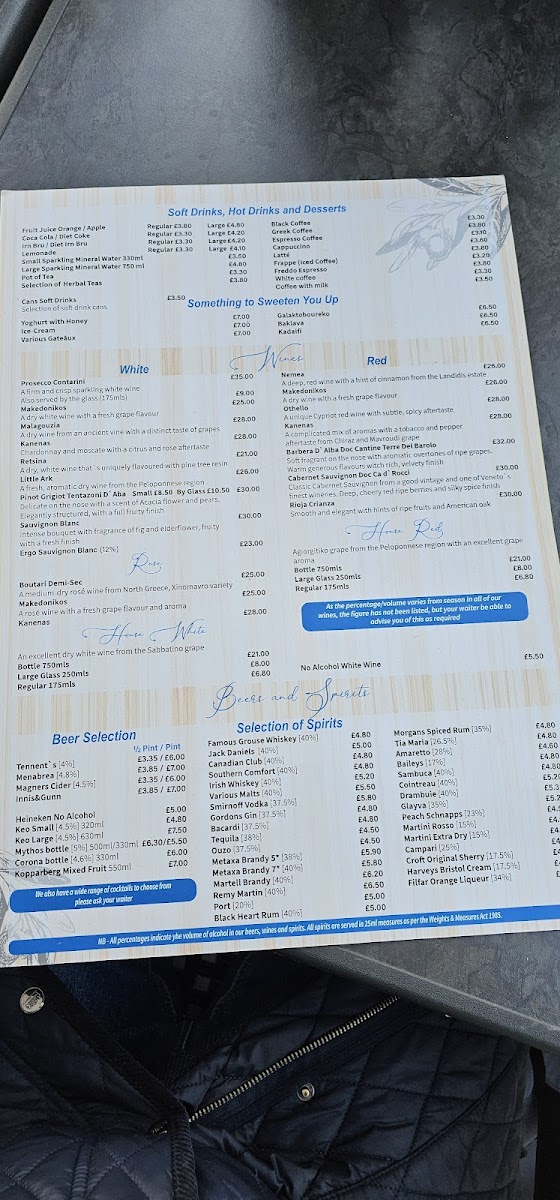 Soft Drinks, Hot Drinks and Desserts
Fruit Juice Orange / Apple Regular £3.80 Large £4.80
Coca Cola / Diet Coke Regular £3.30 Large £4.20
Irn Bru / Diet Irn Bru Regular £3.30 Large £4.20
Lemonade Regular £3.30 Large £4.10
Small Sparkling Mineral Water 330ml £3.50
Large Sparkling Mineral Water 750 ml £4.80
Pot of Tea £3.30
Selection of Herbal Teas £3.80
Cans Soft Drinks £3.50
Selection of soft drink cans
Black Coffee £3.30
Greek Coffee £3.80
Espresso Coffee £3.10
Cappuccino £3.60
Latté £3.80
Frappe (Iced Coffee) £3.20
Freddo Espresso £3.80
White coffee £3.30
Coffee with milk £3.50
Something to Sweeten You Up
Yoghurt with Honey £7.00
Ice-Cream £7.00
Various Gateaux £7.00
Galaktoboureko £6.50
Baklava £6.50
Kadaifi £6.50
Wines
White
Prosecco Contarini £35.00
A firm and crisp sparkling white wine
Also served by the glass (175mls) £9.00
Makedonikos £25.00
A dry white wine with a fresh grape flavour
Malagouzia £28.00
A dry wine from an ancient vine with a distinct taste of grapes
Kanenas £28.00
Chardonnay and moscato with a citrus and rose aftertaste
Retsina £21.00
A dry, white wine that's uniquely flavoured with pine tree resin
Little Ark £26.00
A fresh, aromatic dry wine from the Peloponnese region
Pinot Grigiot Tentazoni D`Aba Small £8.50 By Glass £10.50 £30.00
Delicate on the nose with a scent of Acacia flower and pears.
Elegantly structured, with a full fruity finish
Sauvignon Blanc £30.00
Intense bouquet with fragrance of fig and elderflower, fruity
with a fresh finish
Ergo Sauvignon Blanc (12%) £23.00
Rose
Boutari Demi-Sec £25.00
A medium-dry rosé wine from North Greece, Xinomavro variety
Makedonikos £25.00
A rosé wine with a fresh grape flavour and aroma
Kanenas £28.00
House White
An excellent dry white wine from the Sabbatino grape
Bottle 750mls £21.00
Large Glass 250mls £8.00
Regular 175mls £6.80
Red
Nemea £25.00
A deep, red wine with a hint of cinnamon from the Landidis estate
Makedonikos £26.00
A dry wine with a fresh grape flavour
Othello £28.00
A unique Cypriot red wine with subtle, spicy aftertaste
Kanenas £28.00
A complicated mix of aromas with a tobacco and pepper
aftertaste from Chiraz and Mavroudi grape
Barbera D`Alba Doc Cantine Terre Del Barolo £32.00
Soft fragrant on the nose with aromatic overtones of ripe grapes.
Warm generous flavours witch rich, velvety finish
Cabernet Sauvignon Doc Ca d`Rocci £30.00
Classic Cabernet Sauvignon from a good vintage and one of Veneto`s
finest wineries. Deep, cheery red ripe berries and silky spice finish
Rioja Crianza £30.00
Smooth and elegant with hints of ripe fruits and American oak
House Red
Agiorgitiko grape from the Peloponnese region with an excellent grape
aroma
Bottle 750mls £21.00
Large Glass 250mls £8.00
Regular 175mls £6.80
As the percentage/volume varies from season in all of our
wines, the figure has not been listed, but your waiter be able to
advise you of this as required
No Alcohol White Wine £5.50
Beers and Spirits
Beer Selection
½ Pint / Pint
Tennent`s [4%] £3.35 / £6.00
Menabrea [4.8%] £3.85 / £7.00
Magners Cider [4.5%] £3.35 / £6.00
Innis&Gunn £3.85 / £7.00
Heineken No Alcohol £5.00
Keo Small [4.5%] 320ml £4.80
Keo Large [4.5%] 630ml £7.50
Mythos bottle [5%] 500ml/330ml £6.30/£5.50
Corona bottle [4.6%] 330ml £6.00
Kopparberg Mixed Fruit 550ml £7.00
We also have a wide range of cocktails to choose from
please ask your waiter
Selection of Spirits
Famous Grouse Whiskey [40%] £4.80
Jack Daniels [40%] £5.00
Canadian Club [40%] £4.80
Southern Comfort [40%] £4.80
Irish Whiskey [40%] £5.20
Various Malts [40%] £5.50
Smirnoff Vodka [37.5%] £5.80
Gordons Gin [37.5%] £4.80
Bacardi [37.5%] £4.80
Tequila [38%] £4.50
Ouzo [37.5%] £4.50
Metaxa Brandy 5* [38%] £5.90
Metaxa Brandy 7* [40%] £5.80
Martell Brandy [40%] £6.20
Remy Martin [40%] £6.50
Port [20%] £5.00
Black Heart Rum [40%] £5.00
Morgans Spiced Rum [35%] £4.80
Tia Maria [26.5%] £4.80
Amaretto [28%] £4.60
Baileys [17%] £4.80
Sambuca [40%]
Cointreau [40%]
Drambuie [40%]
Glayva [35%]
Peach Schnapps [23%]
Martini Rosso [15%]
Martini Extra Dry [15%]
Campari [25%]
Croft Original Sherry [17.5%]
Harveys Bristol Cream [17.5%]
Filfar Orange Liqueur [34%]
NB - All percentages indicate yhe volume of alcohol in our beers, wines and spirits. All spirits are served in 25ml measures as per the Weights & Measures Act 1985.